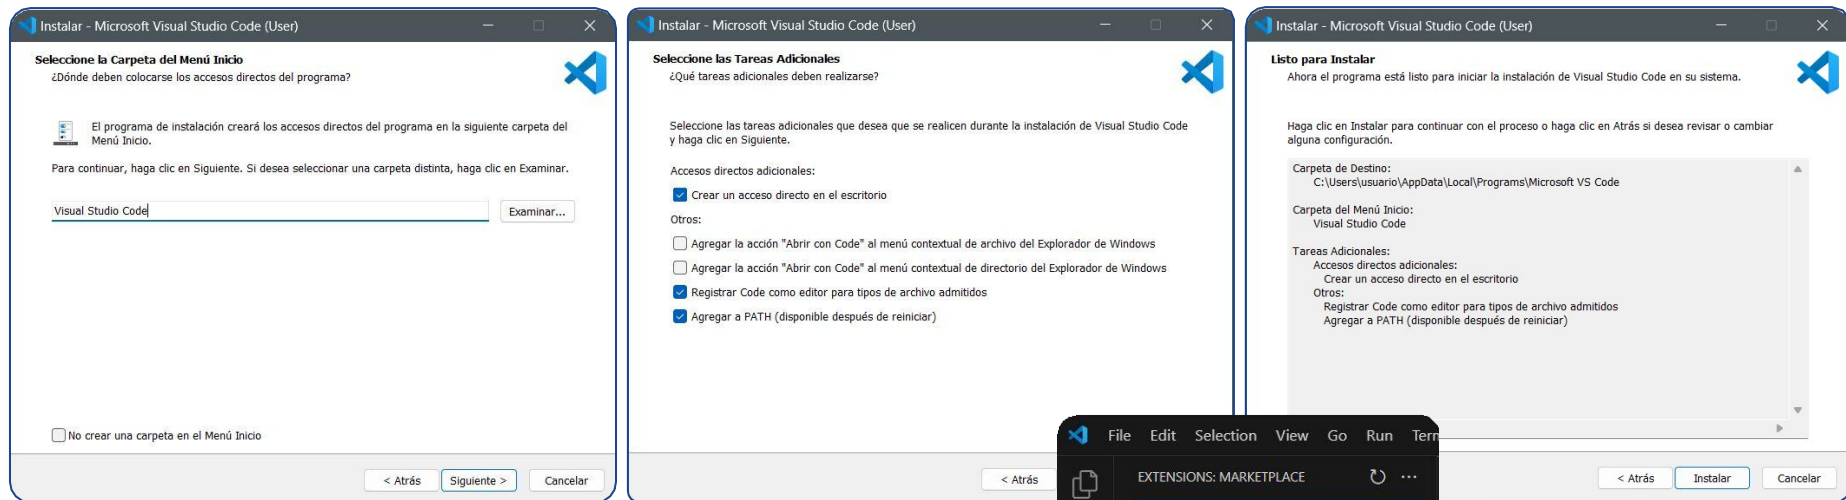 Instalar - Microsoft Visual Studio Code (User)
Seleccione la Carpeta del Menú Inicio
¿Dónde deben colocarse los accesos directos del programa?
El programa de instalación creará los accesos directos del programa en la siguiente carpeta del
Menú Inicio.
Para continuar, haga clic en Siguiente. Si desea seleccionar una carpeta distinta, haga clic en Examinar.
Visual Studio Code
Examinar...
No crear una carpeta en el Menú Inicio
< Atrás
Siguiente >
Cancelar
Instalar - Microsoft Visual Studio Code (User)
Seleccione las Tareas Adicionales
¿Qué tareas adicionales deben realizarse?
Seleccione las tareas adicionales que desea que se realicen durante la instalación de Visual Studio Code
y haga clic en Siguiente.
Accesos directos adicionales:
Crear un acceso directo en el escritorio
Otros:
Agregar la acción "Abrir con Code" al menú contextual de archivo del Explorador de Windows
Agregar la acción "Abrir con Code" al menú contextual de directorio del Explorador de Windows
Registrar Code como editor para tipos de archivo admitidos
Agregar a PATH (disponible después de reiniciar)
< Atrás
File Edit Selection View Go Run Term
EXTENSIONS: MARKETPLACE
Instalar - Microsoft Visual Studio Code (User)
Listo para Instalar
Ahora el programa está listo para iniciar la instalación de Visual Studio Code en su sistema.
Haga clic en Instalar para continuar con el proceso o haga clic en Atrás si desea revisar o cambiar
alguna configuración.
Carpeta de Destino:
C:\Users\usuario\AppData\Local\Programs\Microsoft VS Code
Carpeta del Menú Inicio:
Visual Studio Code
Tareas Adicionales:
Accesos directos adicionales:
Crear un acceso directo en el escritorio
Otros:
Registrar Code como editor para tipos de archivo admitidos
Agregar a PATH (disponible después de reiniciar)
< Atrás
Instalar
Cancelar